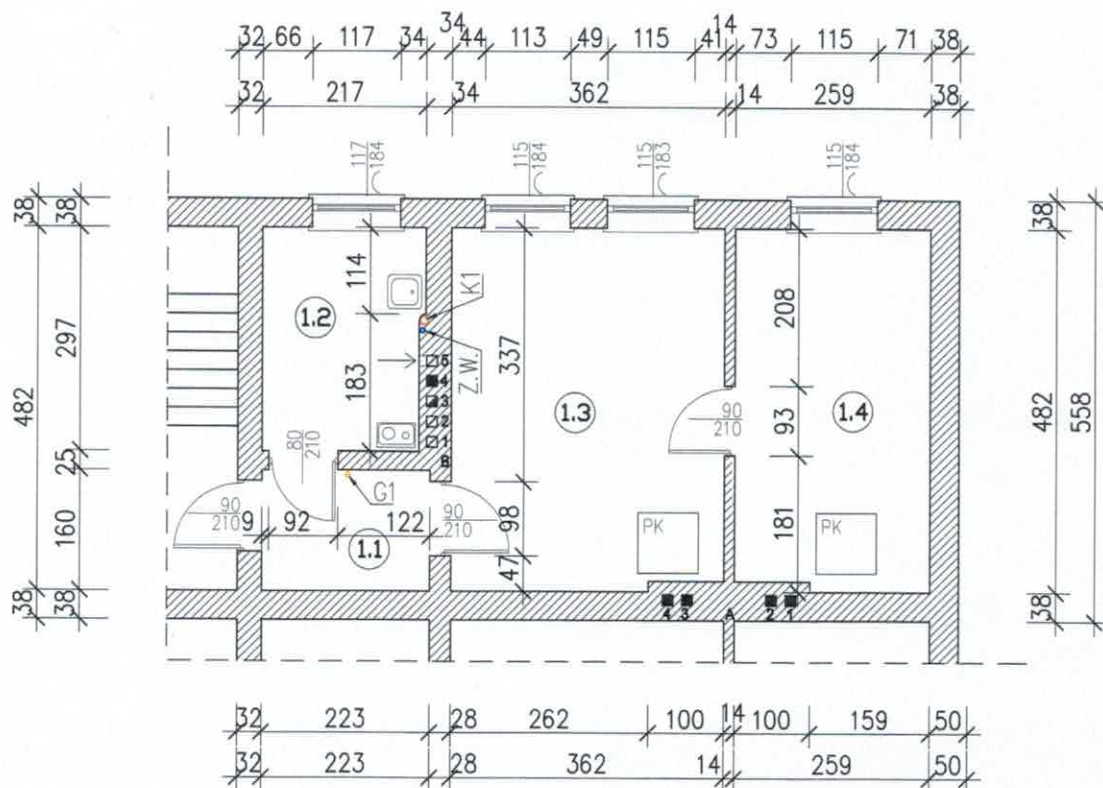 34 14
32 66 117 34 44 113 49 115 41 73 115 71 38
32 217 34 362 14 259 38
117 184 115 184 115 183 115 184
38 38 38
114 K1
1.2 208
297 Z.W. 337
5
4
183 3 1.3 93 1.4
482 2 90 210 482 558
1
B
25 80 210
G1
90 210 9 92 122 90 210 98 181
160 1.1 PK PK
47
38 38 4 3 A 2 1 38
32 223 28 262 100 14 100 159 50
32 223 28 362 14 259 50